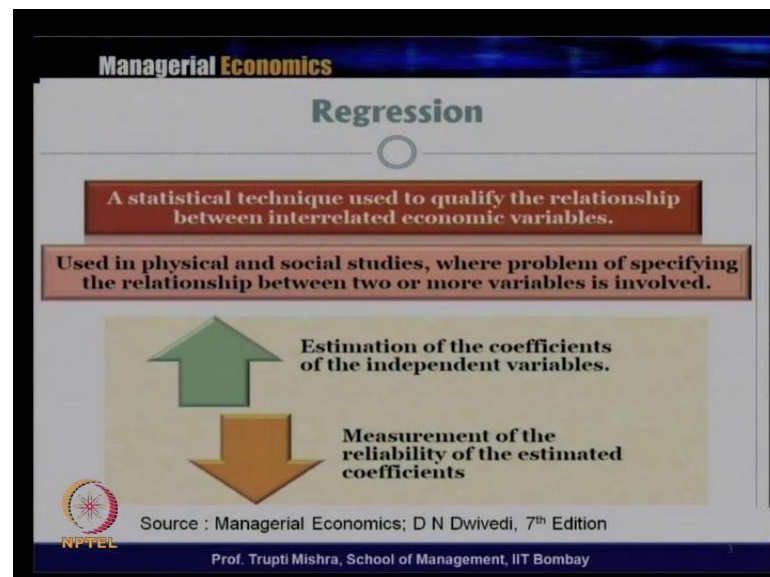 Managerial Economics
Regression
A statistical technique used to qualify the relationship
between interrelated economic variables.
Used in physical and social studies, where problem of specifying
the relationship between two or more variables is involved.
Estimation of the coefficients
of the independent variables.
Measurement of the
reliability of the estimated
coefficients
Source : Managerial Economics; D N Dwivedi, 7th Edition
NPTEL
Prof. Trupti Mishra, School of Management, IIT Bombay
3